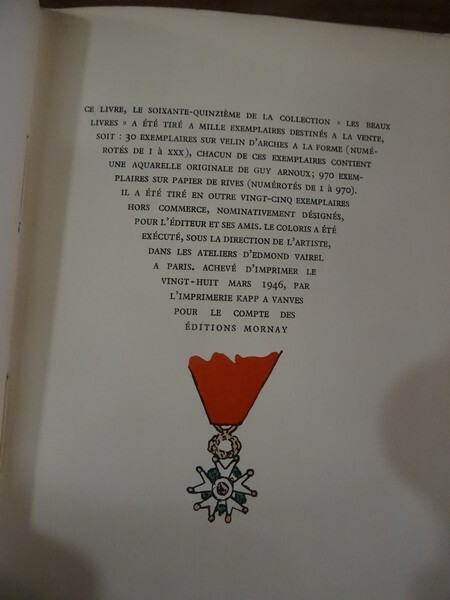 CE LIVRE, LE SOIXANTE-QUINZIÈME DE LA COLLECTION « LES BEAUX
LIVRES » A ÉTÉ TIRÉ A MILLE EXEMPLAIRES DESTINÉS A LA VENTE,
SOIT : 30 EXEMPLAIRES SUR VELIN D'ARCHES A LA FORME (NUMÉ-
ROTÉS DE I à XXX), CHACUN DE CES EXEMPLAIRES CONTIENT
UNE AQUARELLE ORIGINALE DE GUY ARNOUX; 970 EXEM-
PLAIRES SUR PAPIER DE RIVES (NUMÉROTÉS DE 1 à 970).
IL A ÉTÉ TIRÉ EN OUTRE VINGT-CINQ EXEMPLAIRES
HORS COMMERCE, NOMINATIVEMENT DÉSIGNÉS,
POUR L'ÉDITEUR ET SES AMIS. LE COLORIS A ÉTÉ
EXÉCUTÉ, SOUS LA DIRECTION DE L'ARTISTE,
DANS LES ATELIERS D'EDMOND VAIREL
A PARIS. ACHEVÉ D'IMPRIMER LE
VINGT-HUIT MARS 1946, PAR
L'IMPRIMERIE KAPP A VANVES
POUR LE COMPTE DES
ÉDITIONS MORNAY